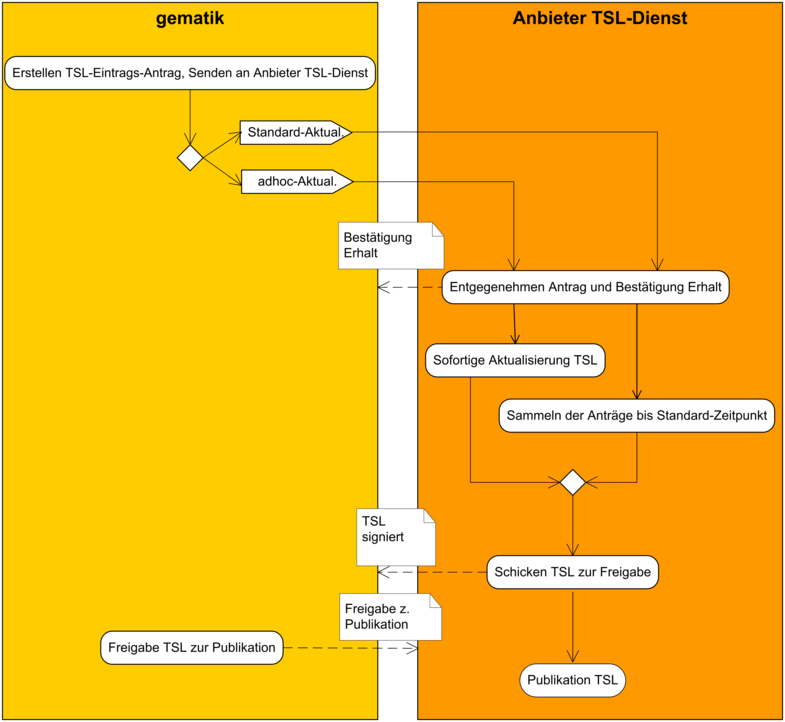 gematik
Anbieter TSL-Dienst
Erstellen TSL-Eintrags-Antrag, Senden an Anbieter TSL-Dienst
Standard-Aktual.
adhoc-Aktual.
Bestätigung
Erhalt
Entgegenehmen Antrag und Bestätigung Erhalt
Sofortige Aktualisierung TSL
Sammeln der Anträge bis Standard-Zeitpunkt
TSL
signiert
Schicken TSL zur Freigabe
Freigabe z.
Publikation
Freigabe TSL zur Publikation
Publikation TSL